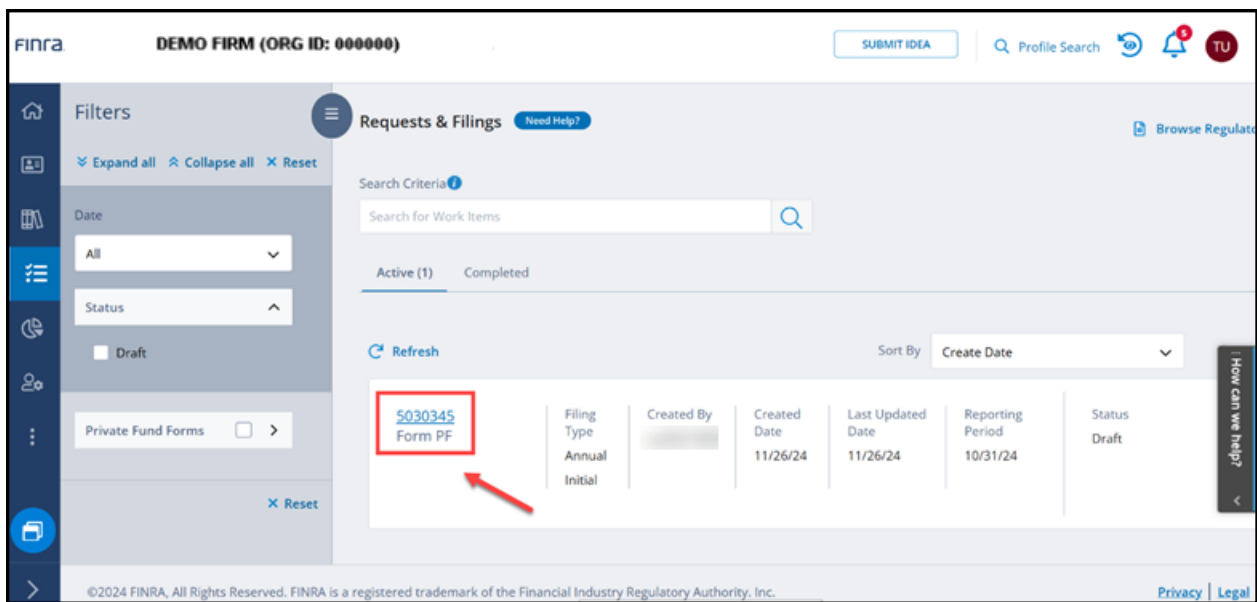 FINRA
DEMO FIRM (ORG ID: 000000)
SUBMIT IDEA
Profile Search
5
TU
Filters
Expand all Collapse all Reset
Date
All
Status
Draft
Private Fund Forms
Reset
Requests & Filings Need Help?
Browse Regulato
Search Criteria
Search for Work Items
Active (1) Completed
Refresh
Sort By Create Date
5030345
Form PF
Filing
Type
Annual
Initial
Created By
Created
Date
11/26/24
Last Updated
Date
11/26/24
Reporting
Period
10/31/24
Status
Draft
How can we help?
©2024 FINRA, All Rights Reserved. FINRA is a registered trademark of the Financial Industry Regulatory Authority. Inc.
Privacy | Legal